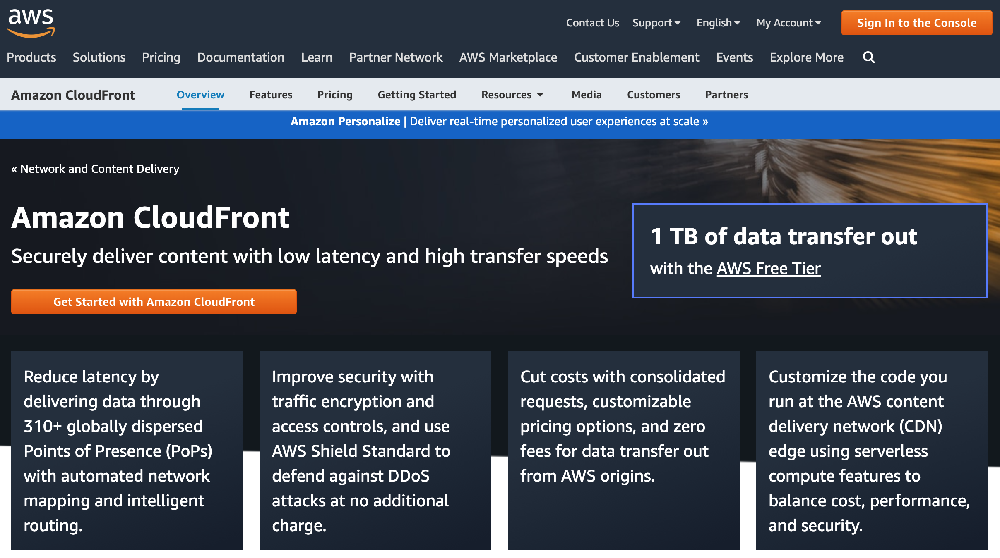 aws
Contact Us Support English My Account Sign In to the Console
Products Solutions Pricing Documentation Learn Partner Network AWS Marketplace Customer Enablement Events Explore More
Amazon CloudFront Overview Features Pricing Getting Started Resources Media Customers Partners
Amazon Personalize | Deliver real-time personalized user experiences at scale »
« Network and Content Delivery
Amazon CloudFront
Securely deliver content with low latency and high transfer speeds
Get Started with Amazon CloudFront
1 TB of data transfer out
with the AWS Free Tier
Reduce latency by
delivering data through
310+ globally dispersed
Points of Presence (PoPs)
with automated network
mapping and intelligent
routing.
Improve security with
traffic encryption and
access controls, and use
AWS Shield Standard to
defend against DDoS
attacks at no additional
charge.
Cut costs with consolidated
requests, customizable
pricing options, and zero
fees for data transfer out
from AWS origins.
Customize the code you
run at the AWS content
delivery network (CDN)
edge using serverless
compute features to
balance cost, performance,
and security.